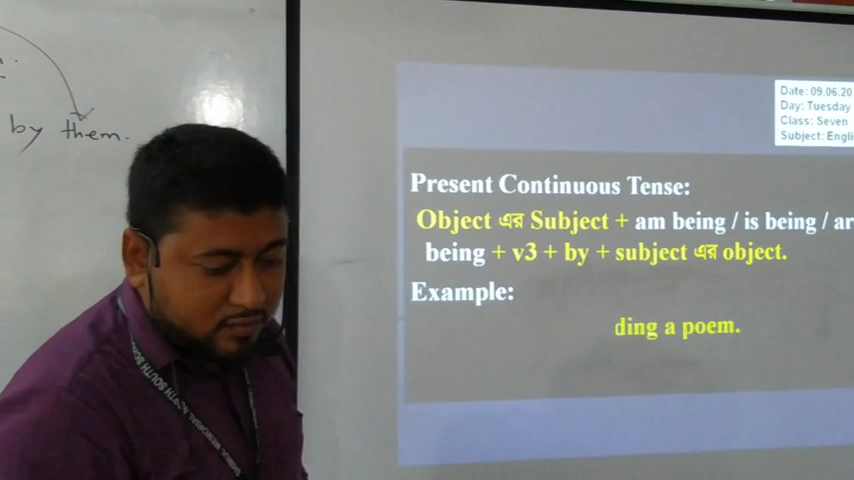 by them.
Date: 09.06.20
Day: Tuesday
Class: Seven
Subject: Engli
Present Continuous Tense:
Object এর Subject + am being / is being / ar
being + v3 + by + subject এর object.
Example:
ding a poem.